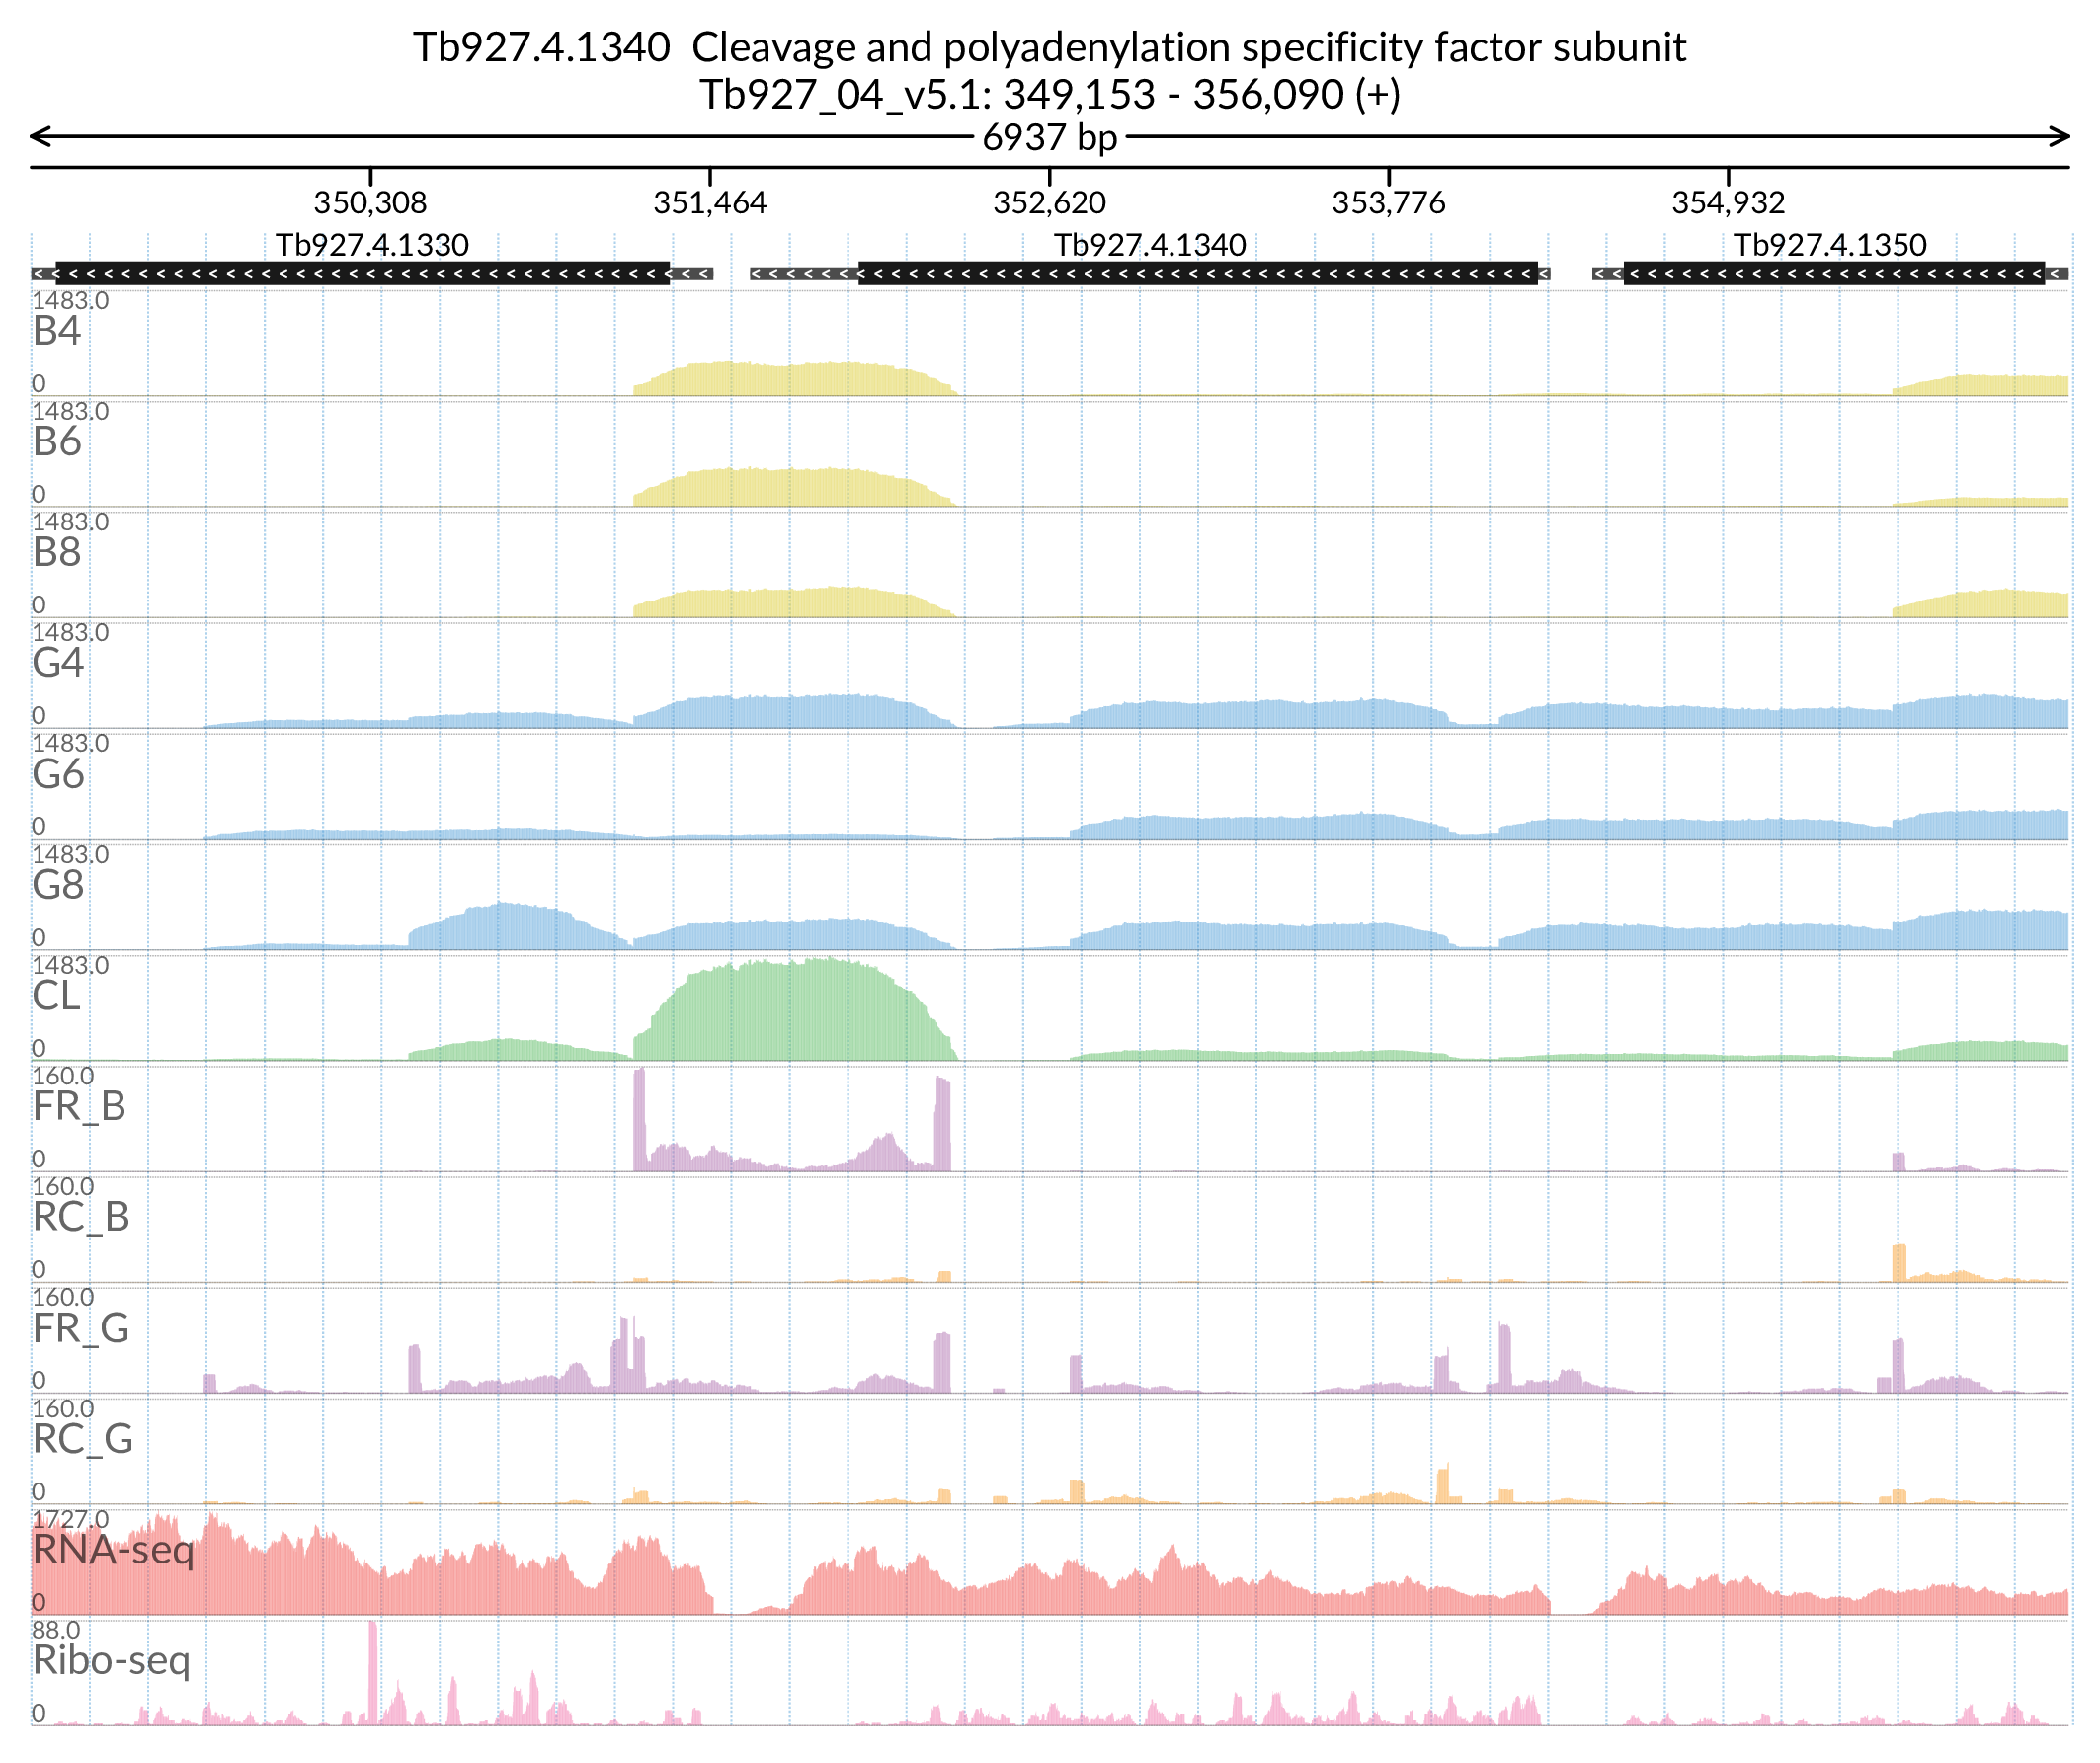 Tb927.4.1340 Cleavage and polyadenylation specificity factor subunit
Tb927_04_v5.1: 349,153 - 356,090 (+)
6937 bp
350,308 351,464 352,620 353,776 354,932
Tb927.4.1330 Tb927.4.1340 Tb927.4.1350
1483.0
B4
0
1483.0
B6
0
1483.0
B8
0
1483.0
G4
0
1483.0
G6
0
1483.0
G8
0
1483.0
CL
0
160.0
FR_B
0
160.0
RC_B
0
160.0
FR_G
0
160.0
RC_G
0
1727.0
RNA-seq
0
88.0
Ribo-seq
0